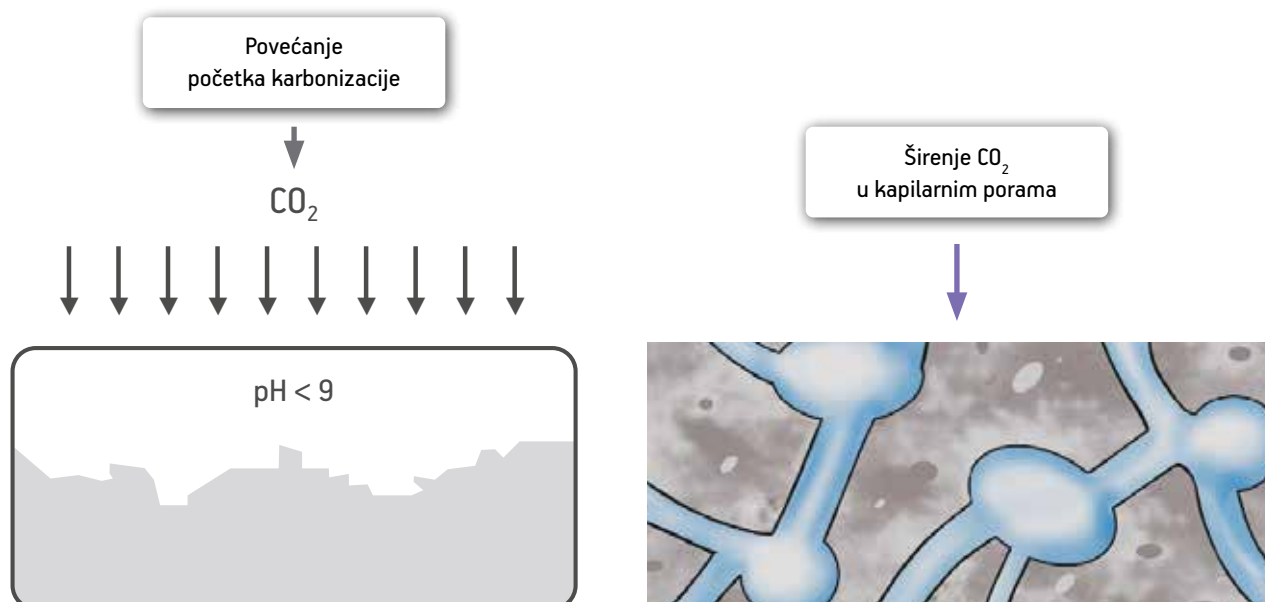 Povećanje
početka karbonizacije
CO₂
pH < 9
Širenje CO₂
u kapilarnim porama